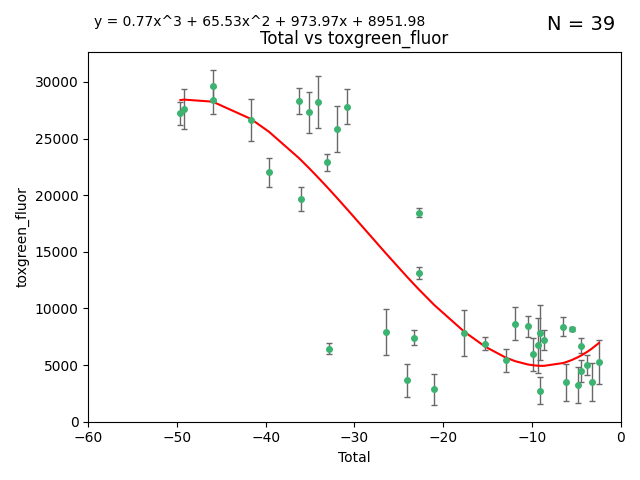 y = 0.77x^3 + 65.53x^2 + 973.97x + 8951.98
N = 39
Total vs toxgreen_fluor
toxgreen_fluor
30000
25000
20000
15000
10000
5000
0
−60
−50
−40
−30
−20
−10
0
Total